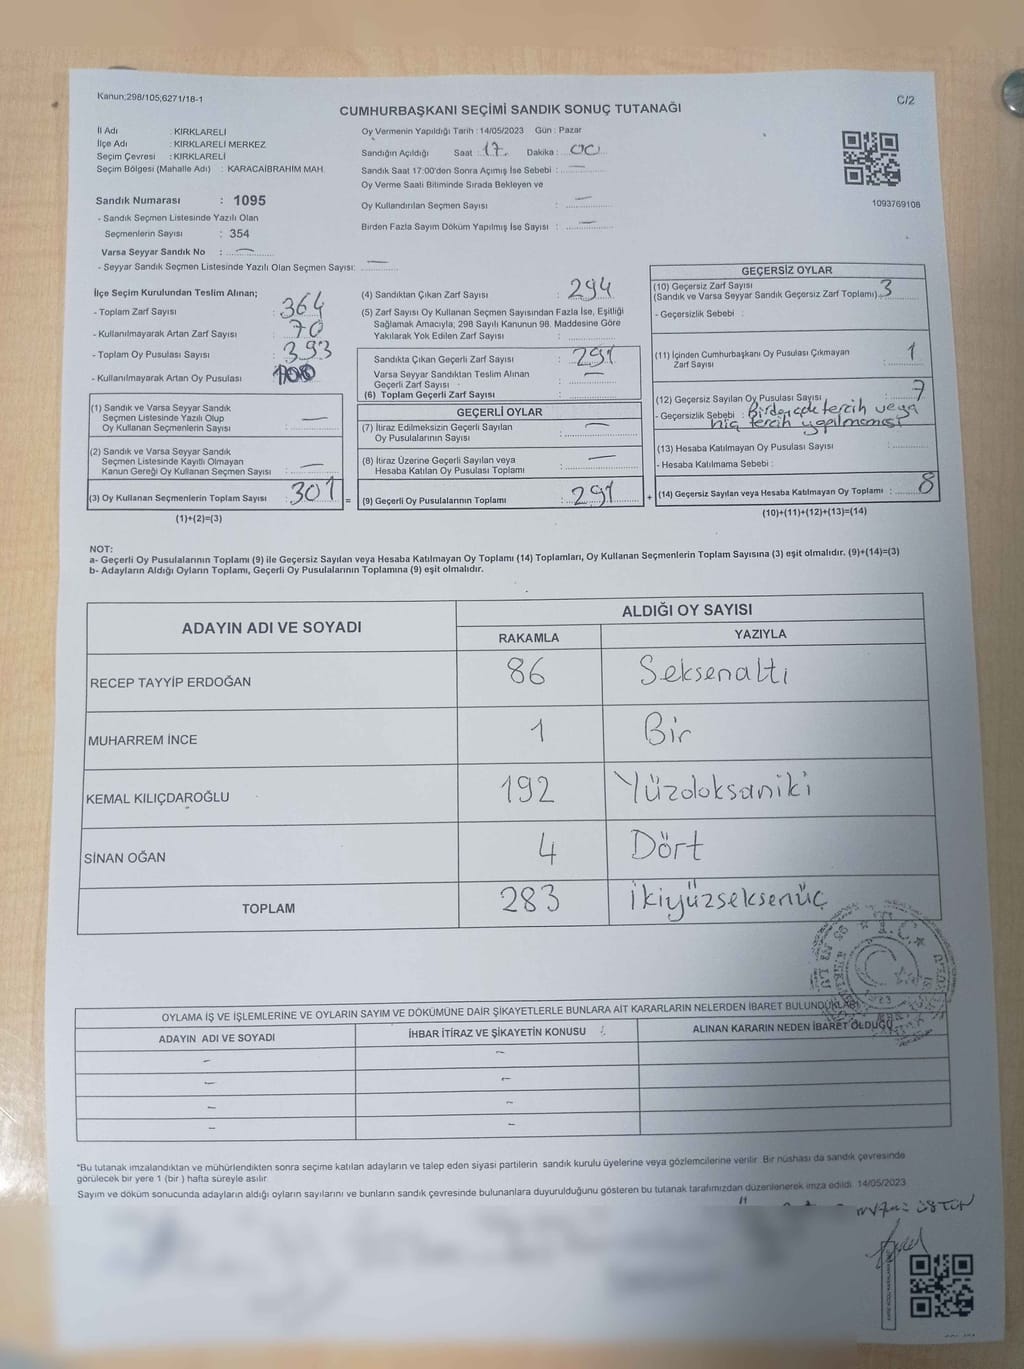 Kanun;298/105;6271/18-1
C/2
CUMHURBAŞKANI SEÇİMİ SANDIK SONUÇ TUTANAĞI
İl Adı : KIRKLARELİ
İlçe Adı : KIRKLARELİ MERKEZ
Seçim Çevresi : KIRKLARELİ
Seçim Bölgesi (Mahalle Adı) : KARACAİBRAHİM MAH.
Oy Vermenin Yapıldığı Tarih : 14/05/2023 Gün : Pazar
Sandığın Açıldığı Saat : 17 Dakika : 00
Sandık Saat 17:00'den Sonra Açımış İse Sebebi : —
Oy Verme Saati Bitiminde Sırada Bekleyen ve
Oy Kullandırılan Seçmen Sayısı : —
Birden Fazla Sayım Döküm Yapılmış İse Sayısı : —
1093769108
Sandık Numarası : 1095
- Sandık Seçmen Listesinde Yazılı Olan
Seçmenlerin Sayısı : 354
Varsa Seyyar Sandık No : —
- Seyyar Sandık Seçmen Listesinde Yazılı Olan Seçmen Sayısı: —
İlçe Seçim Kurulundan Teslim Alınan;
- Toplam Zarf Sayısı : 364
- Kullanılmayarak Artan Zarf Sayısı : 70
- Toplam Oy Pusulası Sayısı : 393
- Kullanılmayarak Artan Oy Pusulası
(1) Sandık ve Varsa Seyyar Sandık
Seçmen Listesinde Yazılı Olup
Oy Kullanan Seçmenlerin Sayısı : —
(2) Sandık ve Varsa Seyyar Sandık
Seçmen Listesinde Kayıtlı Olmayan
Kanun Gereği Oy Kullanan Seçmen Sayısı : —
(3) Oy Kullanan Seçmenlerin Toplam Sayısı : 301
(1)+(2)=(3)
(4) Sandıktan Çıkan Zarf Sayısı : 294
(5) Zarf Sayısı Oy Kullanan Seçmen Sayısından Fazla İse, Eşitliği
Sağlamak Amacıyla, 298 Sayılı Kanunun 98. Maddesine Göre
Yakılarak Yok Edilen Zarf Sayısı :
Sandıkta Çıkan Geçerli Zarf Sayısı : 291
Varsa Seyyar Sandıktan Teslim Alınan
Geçerli Zarf Sayısı : —
(6) Toplam Geçerli Zarf Sayısı :
GEÇERLİ OYLAR
(7) İtiraz Edilmeksizin Geçerli Sayılan
Oy Pusulalarının Sayısı : —
(8) İtiraz Üzerine Geçerli Sayılan veya
Hesaba Katılan Oy Pusulası Toplamı : —
= (9) Geçerli Oy Pusulalarının Toplamı : 291
GEÇERSİZ OYLAR
(10) Geçersiz Zarf Sayısı
(Sandık ve Varsa Seyyar Sandık Geçersiz Zarf Toplamı) : 3
- Geçersizlik Sebebi :
(11) İçinden Cumhurbaşkanı Oy Pusulası Çıkmayan
Zarf Sayısı : 1
(12) Geçersiz Sayılan Oy Pusulası Sayısı : 7
- Geçersizlik Sebebi : Birden çok tercih veya
hiç tercih yapılmaması
(13) Hesaba Katılmayan Oy Pusulası Sayısı :
- Hesaba Katılmama Sebebi :
+ (14) Geçersiz Sayılan veya Hesaba Katılmayan Oy Toplamı : 8
(10)+(11)+(12)+(13)=(14)
NOT:
a- Geçerli Oy Pusulalarının Toplamı (9) ile Geçersiz Sayılan veya Hesaba Katılmayan Oy Toplamı (14) Toplamları, Oy Kullanan Seçmenlerin Toplam Sayısına (3) eşit olmalıdır. (9)+(14)=(3)
b- Adayların Aldığı Oyların Toplamı, Geçerli Oy Pusulalarının Toplamına (9) eşit olmalıdır.
ADAYIN ADI VE SOYADI ALDIĞI OY SAYISI
RAKAMLA YAZIYLA
RECEP TAYYİP ERDOĞAN 86 Seksenaltı
MUHARREM İNCE 1 Bir
KEMAL KILIÇDAROĞLU 192 Yüzdoksaniki
SİNAN OĞAN 4 Dört
TOPLAM 283 İkiyüzseksenüç
T.C.
OYLAMA İŞ VE İŞLEMLERİNE VE OYLARIN SAYIM VE DÖKÜMÜNE DAİR ŞİKAYETLERLE BUNLARA AİT KARARLARIN NELERDEN İBARET BULUNDUKLARI
ADAYIN ADI VE SOYADI İHBAR İTİRAZ VE ŞİKAYETİN KONUSU ALINAN KARARIN NEDEN İBARET OLDUĞU
— —
— —
— —
— —
*Bu tutanak imzalandıktan ve mühürlendikten sonra seçime katılan adayların ve talep eden siyasi partilerin sandık kurulu üyelerine veya gözlemcilerine verilir. Bir nüshası da sandık çevresinde
görülecek bir yere 1 (bir ) hafta süreyle asılır.
Sayım ve döküm sonucunda adayların aldığı oyların sayılarını ve bunların sandık çevresinde bulunanlara duyurulduğunu gösteren bu tutanak tarafımızdan düzenlenerek imza edildi. 14/05/2023